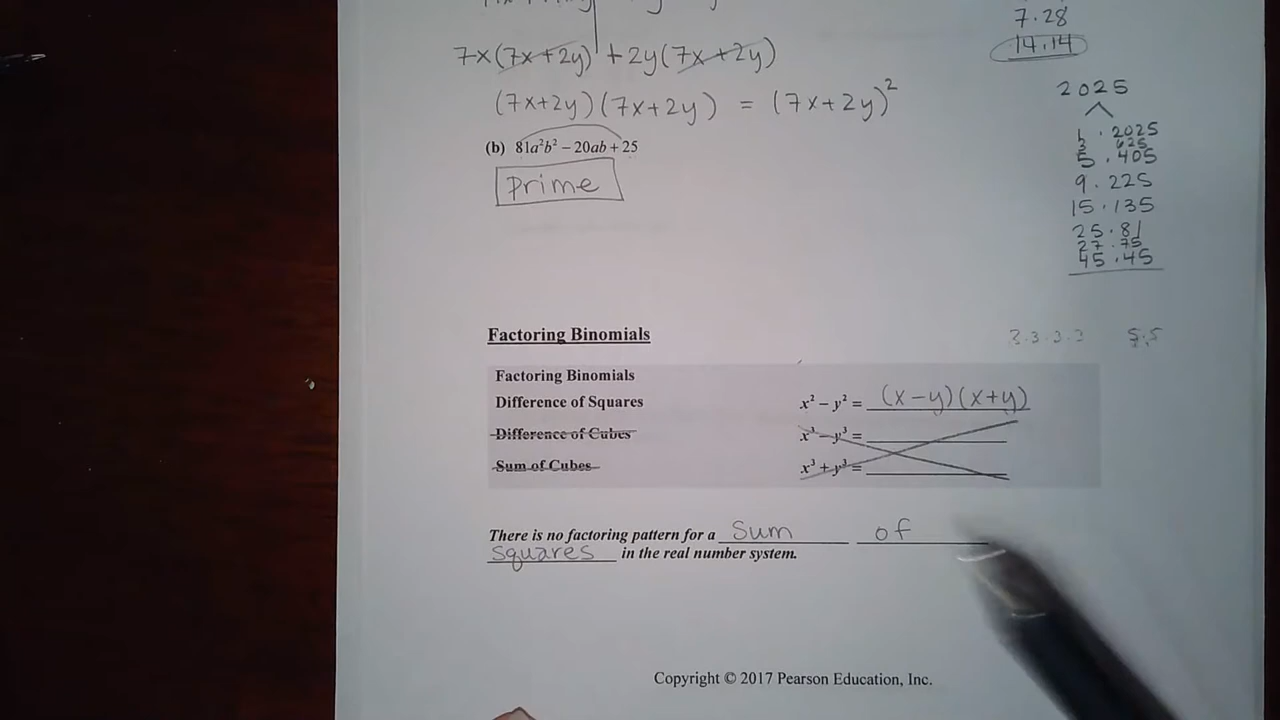 7·28
14·14
7x(7x+2y) + 2y(7x+2y)
(7x+2y)(7x+2y) = (7x+2y)²
(b) 81a²b² – 20ab + 25
prime
2025
1 · 2025
5 · 405
9 · 225
15 · 135
25 · 81
27 · 75
45 · 45
Factoring Binomials
3·3·3
5·5
Factoring Binomials
Difference of Squares x² – y² = (x–y)(x+y)
Difference of Cubes x³ – y³ =
Sum of Cubes x³ + y³ =
There is no factoring pattern for a Sum of
squares in the real number system.
Copyright © 2017 Pearson Education, Inc.